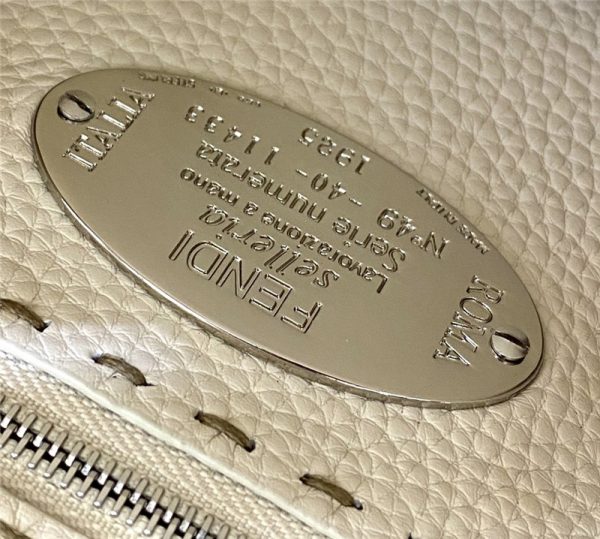 FENDI
selleria
Lavorazione a mano
Serie numerata
N°49 - 40 - 11433
1925
ROMA
ITALIA